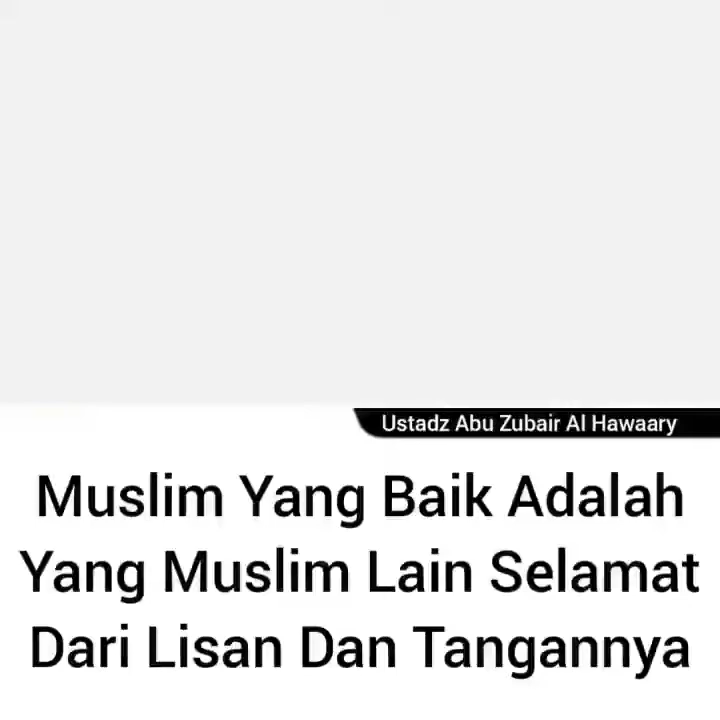 Ustadz Abu Zubair Al Hawaary
Muslim Yang Baik Adalah
Yang Muslim Lain Selamat
Dari Lisan Dan Tangannya